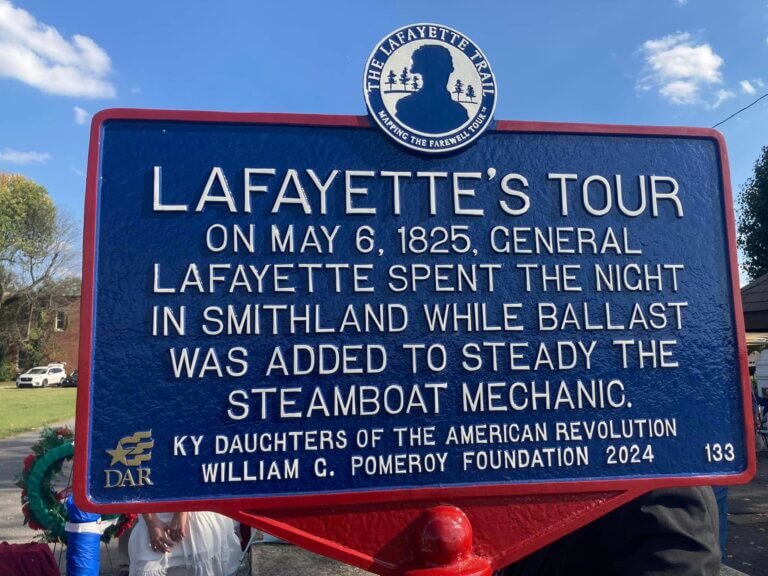 THE LAFAYETTE TRAIL
MAPPING THE FAREWELL TOUR™
LAFAYETTE'S TOUR
ON MAY 6, 1825, GENERAL
LAFAYETTE SPENT THE NIGHT
IN SMITHLAND WHILE BALLAST
WAS ADDED TO STEADY THE
STEAMBOAT MECHANIC.
KY DAUGHTERS OF THE AMERICAN REVOLUTION
WILLIAM G. POMEROY FOUNDATION 2024
133
DAR